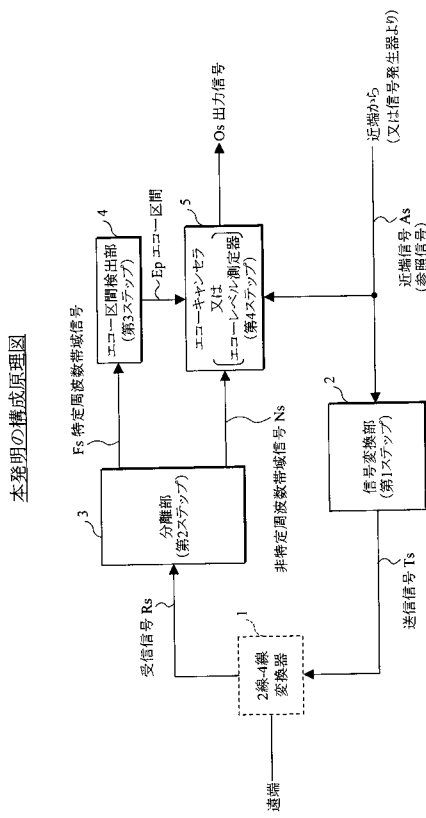 本発明の構成原理図
遠端
1
2線-4線
変換器
受信信号 Rs
3
分離部
(第2ステップ)
Fs 特定周波数帯域信号
非特定周波数帯域信号 Ns
4
エコー区間検出部
(第3ステップ)
Ep エコー区間
5
エコーキャンセラ
又は
エコーレベル測定器
(第4ステップ)
Os 出力信号
送信信号 Ts
2
信号変換部
(第1ステップ)
近端信号 As
(参照信号)
近端から
(又は信号発生器より)